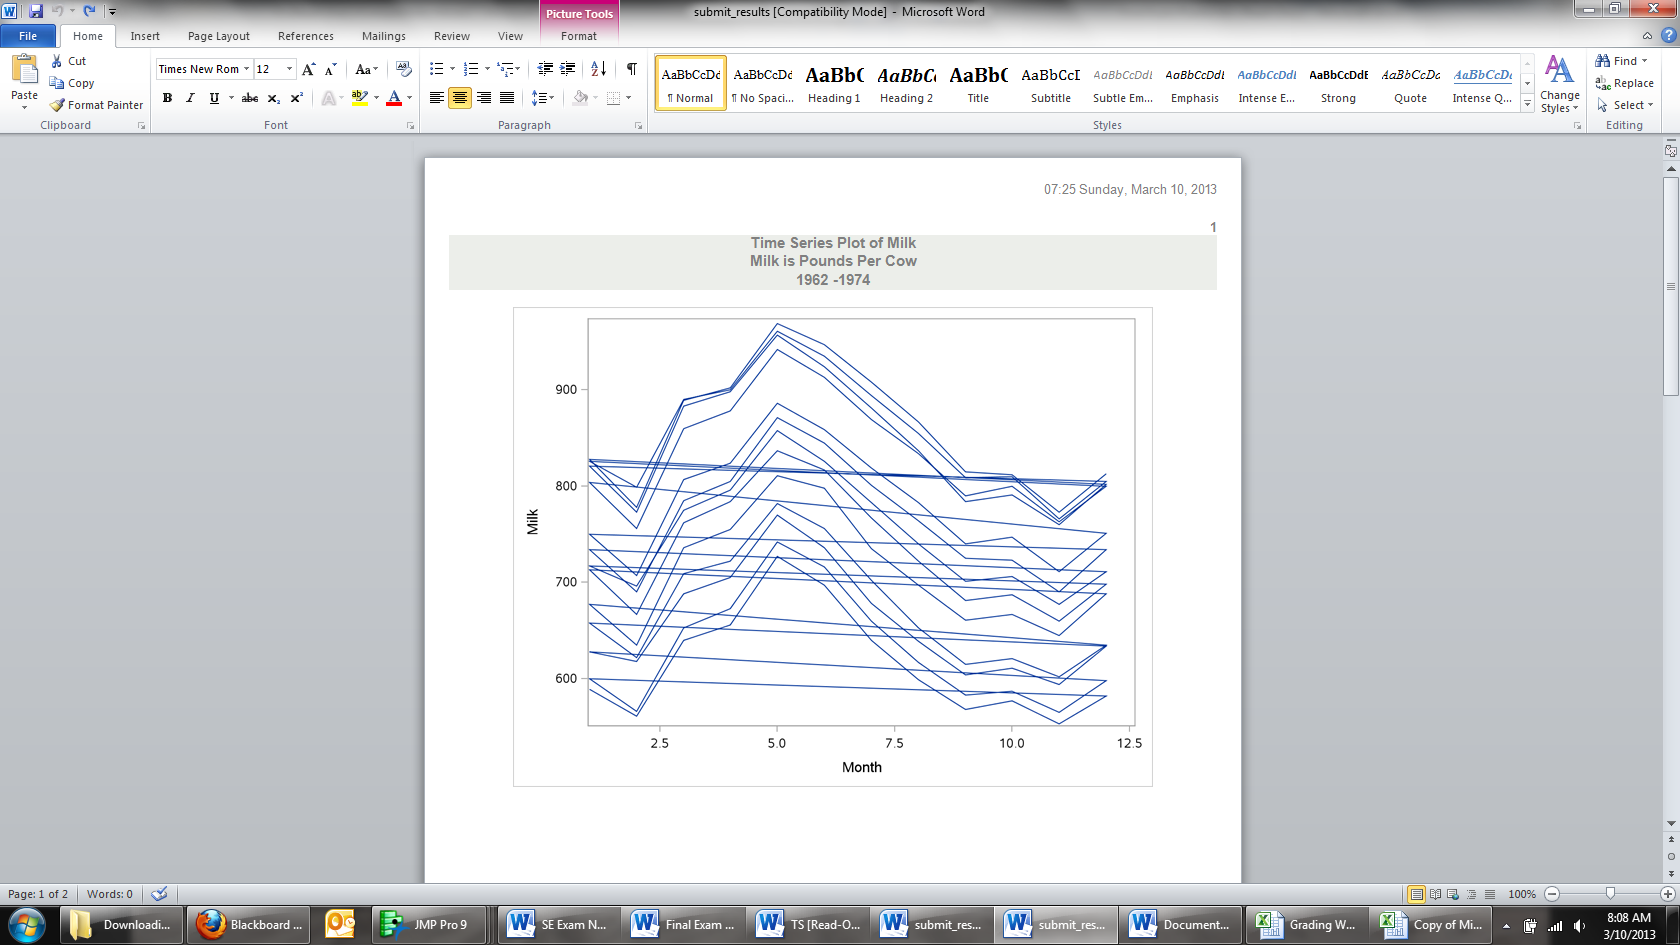 submit_results [Compatibility Mode] - Microsoft Word
Picture Tools
File Home Insert Page Layout References Mailings Review View Format
Paste
Cut
Copy
Format Painter
Clipboard
Times New Rom 12
Font
Paragraph
AaBbCcDc AaBbCcDc AaBbC AaBbC AaBbC AaBbCcI AaBbCcDdE AaBbCcDdE AaBbCcDdE AaBbCcDdE AaBbCcDc AaBbCcDc
¶ Normal ¶ No Spaci... Heading 1 Heading 2 Title Subtitle Subtle Em... Emphasis Intense E... Strong Quote Intense Q...
Styles
Change Styles
Find
Replace
Select
Editing
07:25 Sunday, March 10, 2013
1
Time Series Plot of Milk
Milk is Pounds Per Cow
1962 -1974
900
800
700
600
Milk
2.5 5.0 7.5 10.0 12.5
Month
Page: 1 of 2 Words: 0
100%
Downloadi... Blackboard ... JMP Pro 9 SE Exam N... Final Exam ... TS [Read-O... submit_res... submit_res... Document... Grading W... Copy of Mi...
8:08 AM
3/10/2013